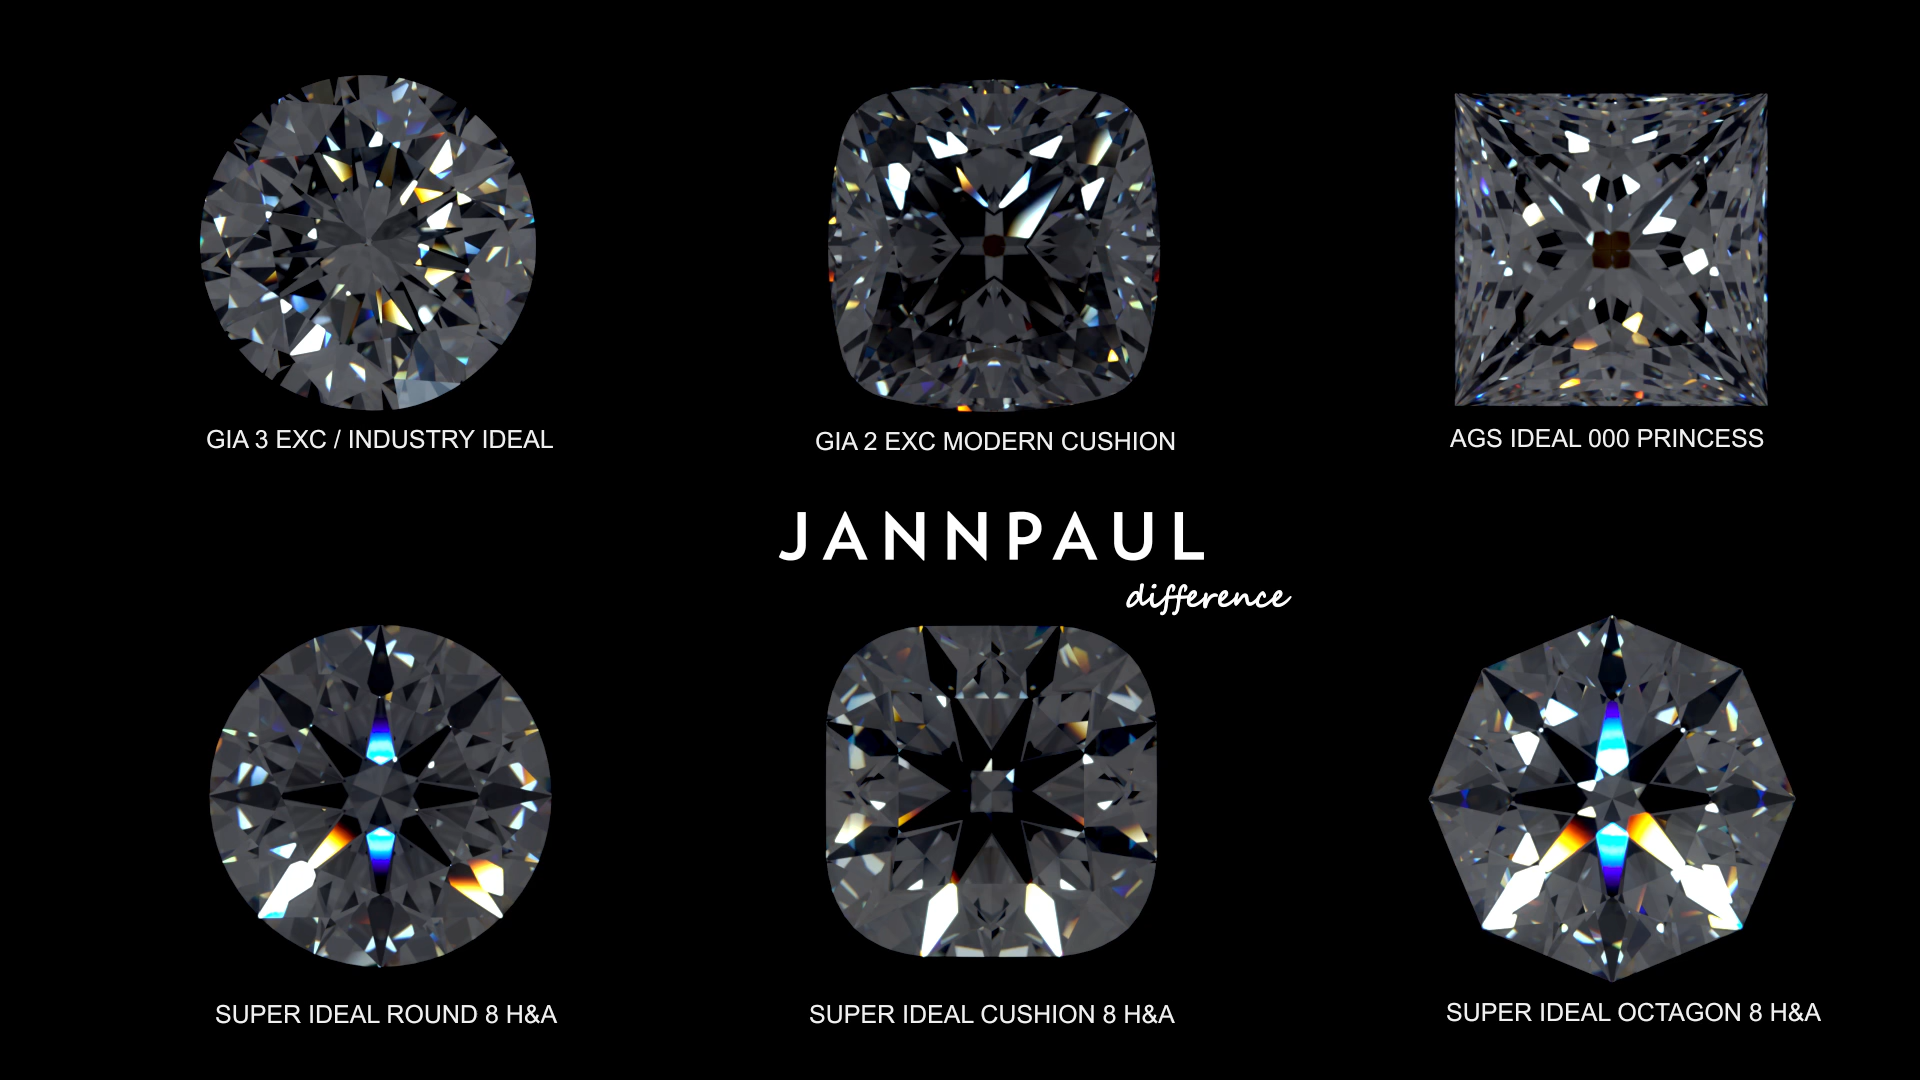 GIA 3 EXC / INDUSTRY IDEAL
GIA 2 EXC MODERN CUSHION
AGS IDEAL 000 PRINCESS
JANNPAUL
difference
SUPER IDEAL ROUND 8 H&A
SUPER IDEAL CUSHION 8 H&A
SUPER IDEAL OCTAGON 8 H&A